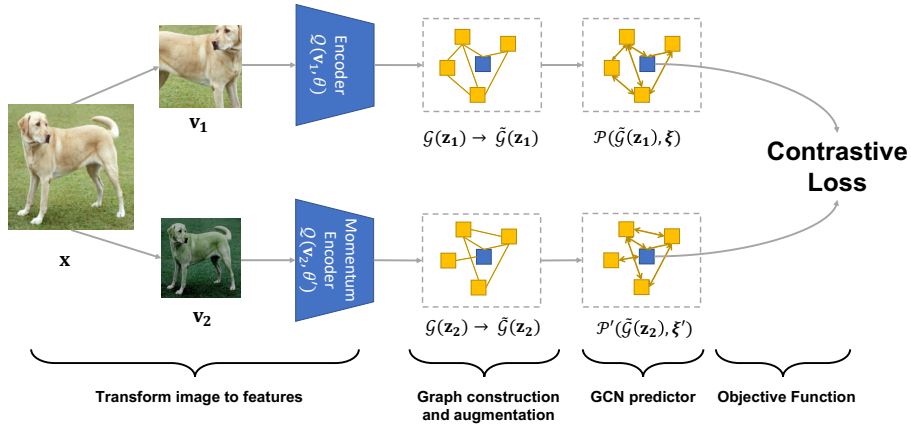 v₁
Encoder
𝒬(v₁, θ)
𝒢(z₁) → 𝒢̃(z₁)
𝒫(𝒢̃(z₁), ξ)
Contrastive
Loss
x
v₂
Momentum
Encoder
𝒬(v₂, θ′)
𝒢(z₂) → 𝒢̃(z₂)
𝒫′(𝒢̃(z₂), ξ′)
Transform image to features
Graph construction
and augmentation
GCN predictor
Objective Function